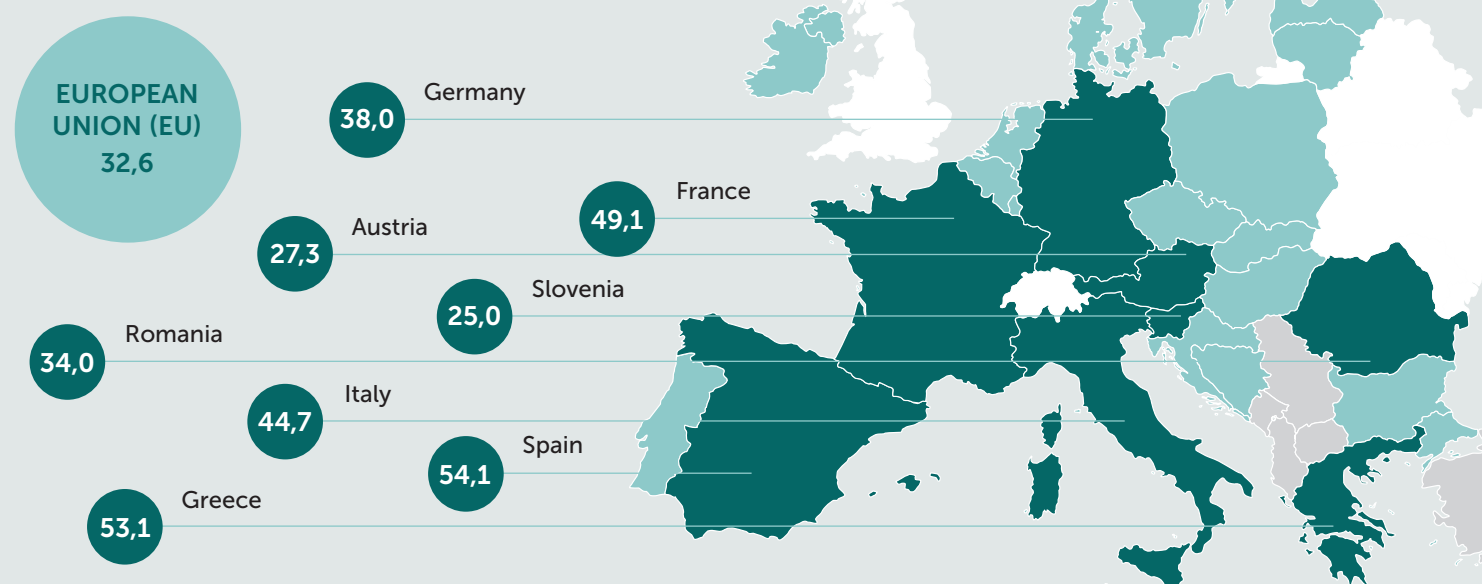 EUROPEAN
UNION (EU)
32,6
Germany
38,0
France
49,1
Austria
27,3
Slovenia
25,0
Romania
34,0
Italy
44,7
Spain
54,1
Greece
53,1